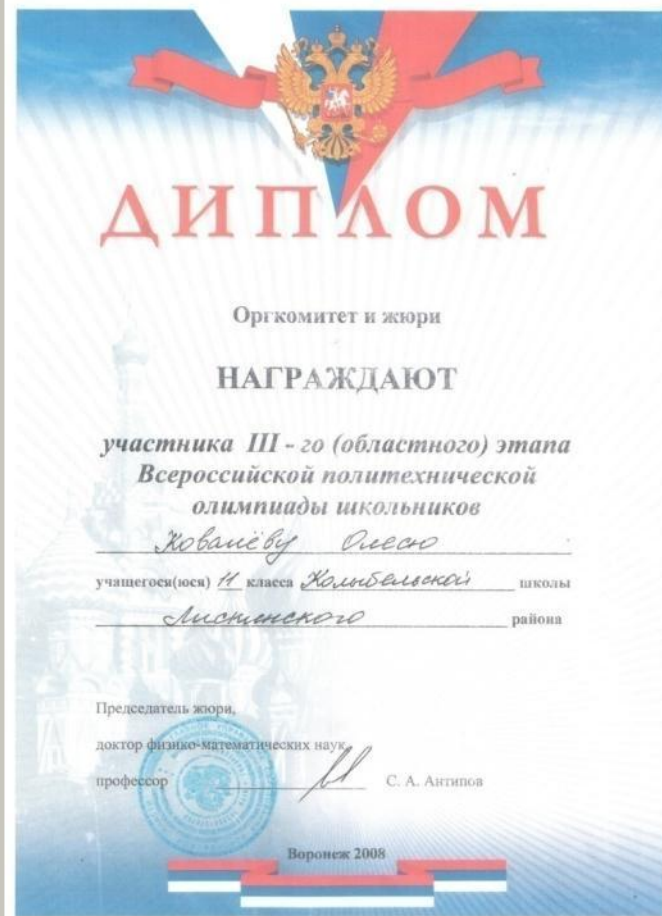 ДИПЛОМ
Оргкомитет и жюри
НАГРАЖДАЮТ
участника III - го (областного) этапа
Всероссийской политехнической
олимпиады школьников
Ковалёву Олесю
учащегося(юся) 11 класса Колыбельской школы
Лискинского района
Председатель жюри,
доктор физико-математических наук,
профессор С. А. Антипов
Воронеж 2008